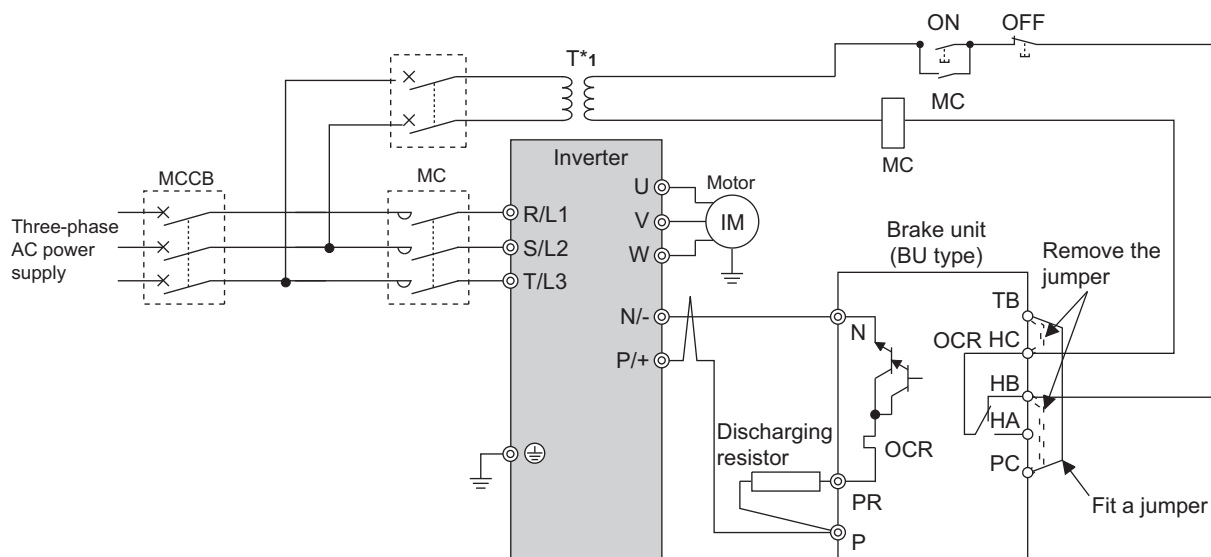 ON OFF
T*1
MC
MC
Inverter
MCCB MC
Three-phase
AC power
supply
R/L1
S/L2
T/L3
U
V
W
Motor
IM
N/-
P/+
Brake unit
(BU type)
Remove the
jumper
TB
OCR HC
HB
HA
PC
N
OCR
Discharging
resistor
PR
P
Fit a jumper